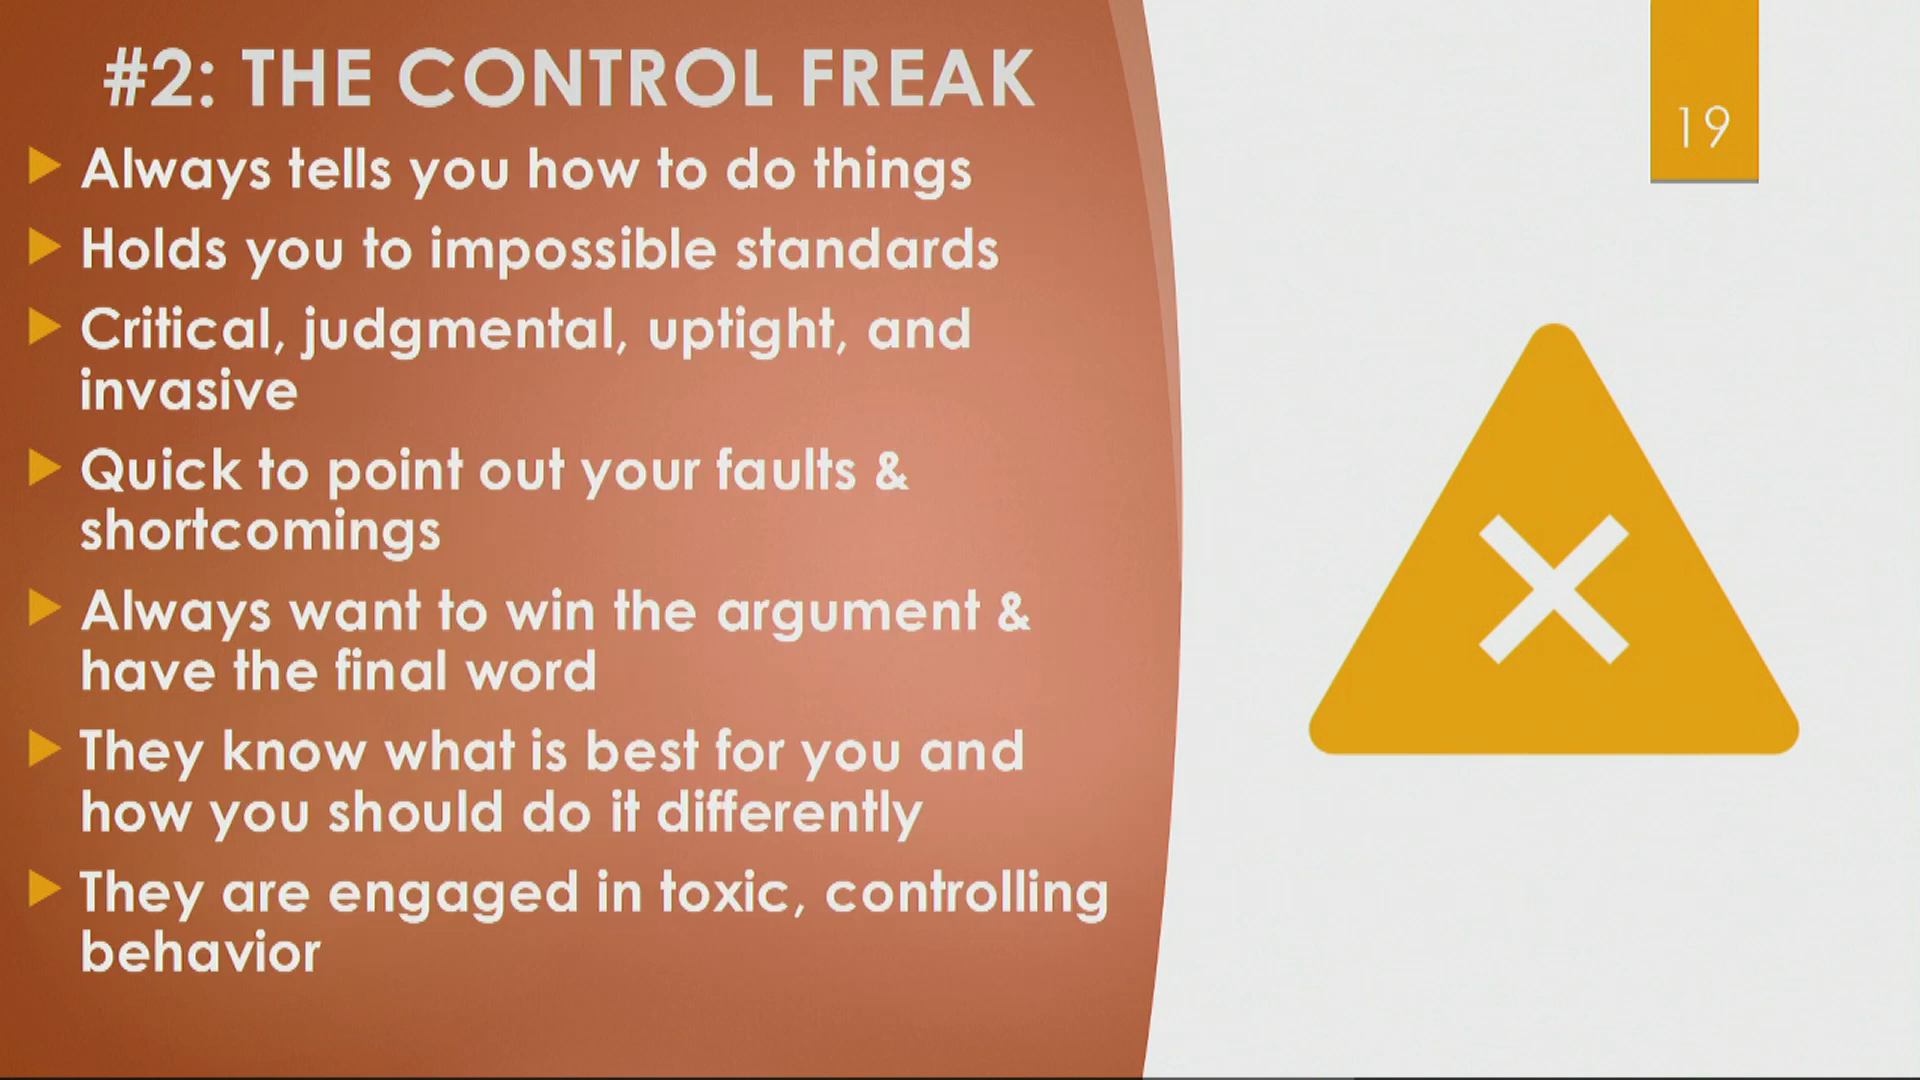 #2: THE CONTROL FREAK
19
Always tells you how to do things
Holds you to impossible standards
Critical, judgmental, uptight, and
invasive
Quick to point out your faults &
shortcomings
Always want to win the argument &
have the final word
They know what is best for you and
how you should do it differently
They are engaged in toxic, controlling
behavior